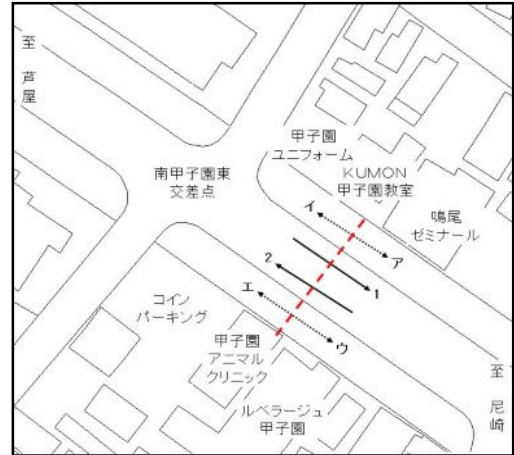 至
芦
屋
甲子園
ユニフォーム
南甲子園東
交差点
KUMON
甲子園教室
鳴尾
ゼミナール
イ
ア
2
1
エ
ウ
コイン
パーキング
甲子園
アニマル
クリニック
ルベラージュ
甲子園
至
尼
崎